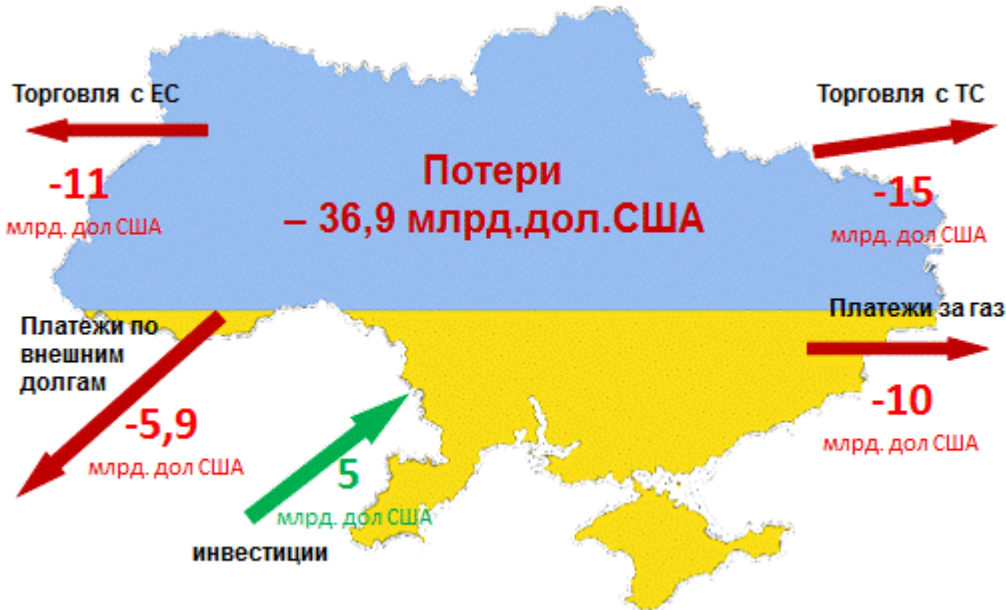 Торговля с ЕС
-11
млрд. дол США
Потери
– 36,9 млрд.дол.США
Торговля с ТС
-15
млрд. дол США
Платежи по
внешним
долгам
-5,9
млрд. дол США
Платежи за газ
-10
млрд. дол США
5
млрд. дол США
инвестиции